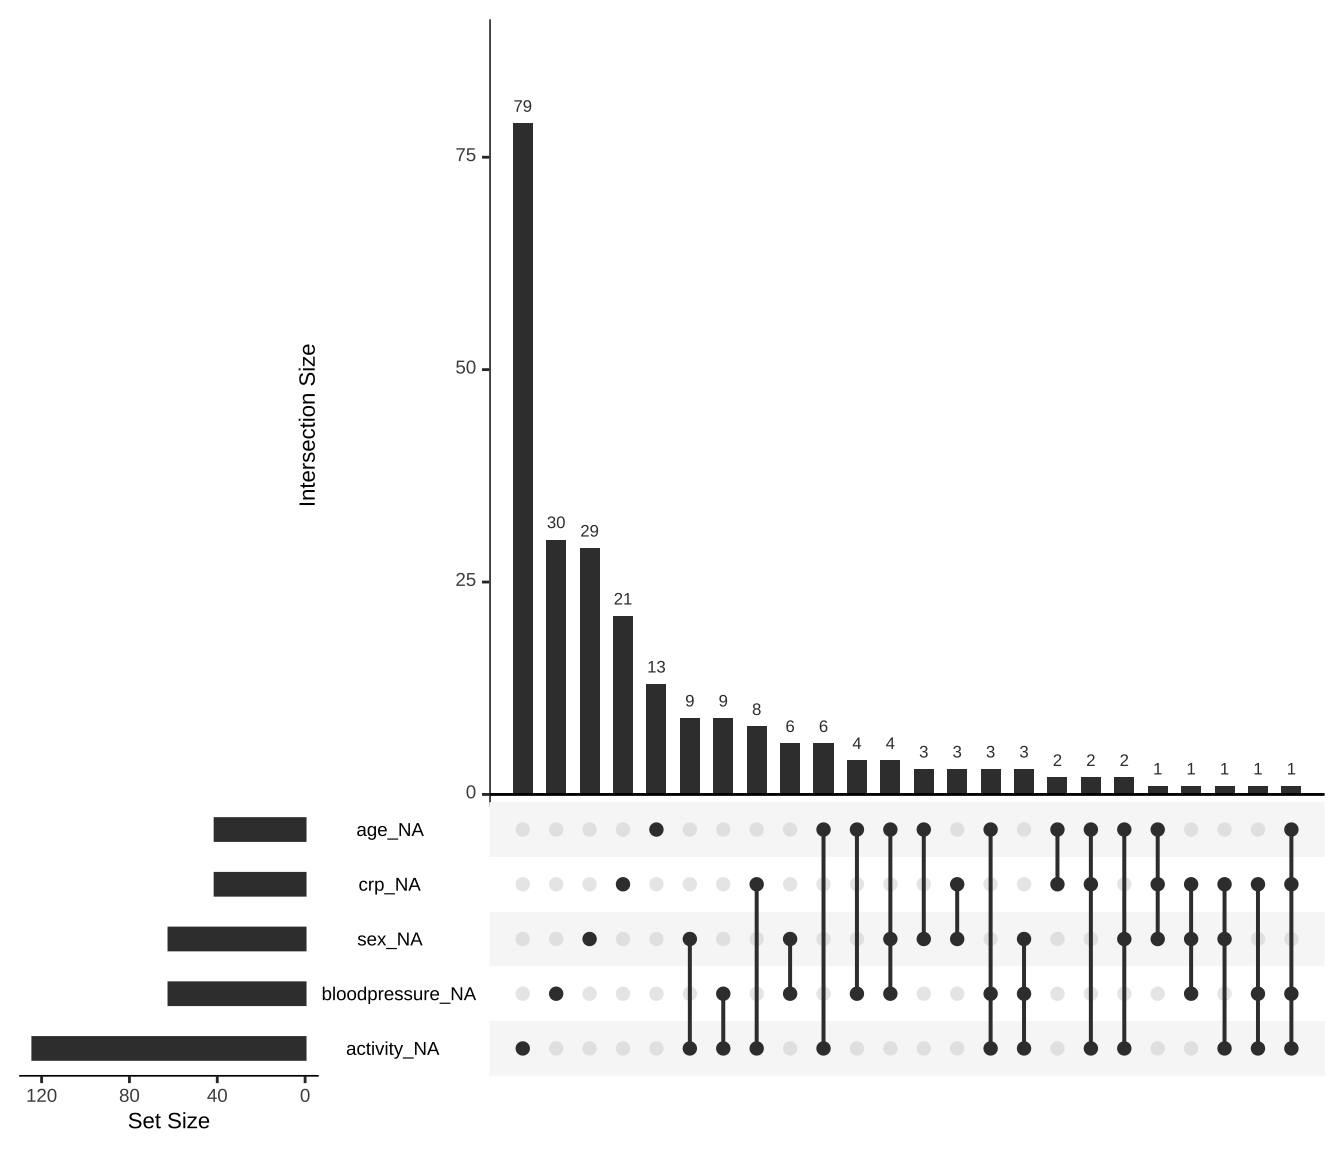 79
75
Intersection Size
50
30
29
25
21
13
9 9 8 6 6 4 4 3 3 3 3 2 2 2 1 1 1 1 1
0
age_NA
crp_NA
sex_NA
bloodpressure_NA
activity_NA
120 80 40 0
Set Size